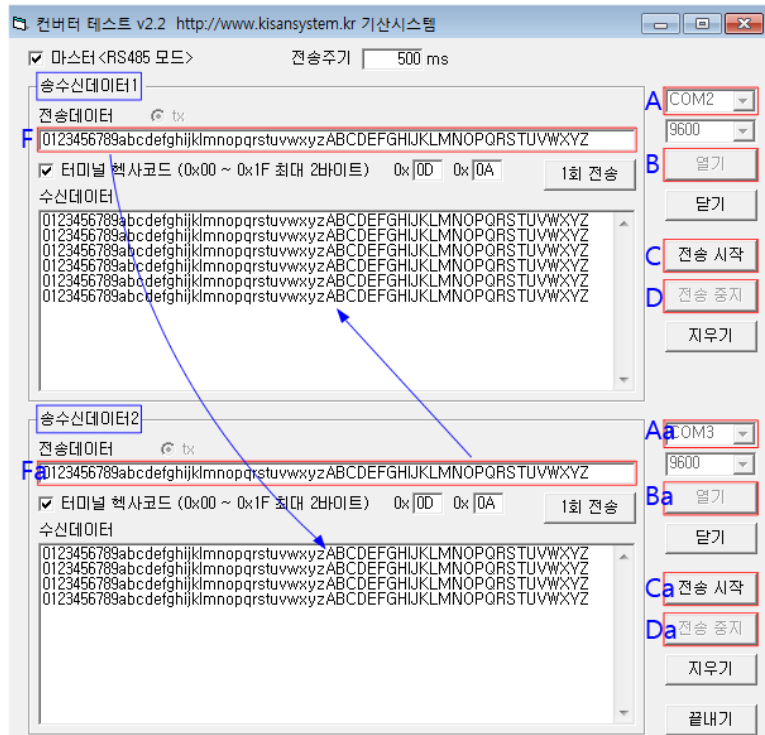 컨버터 테스트 v2.2 http://www.kisansystem.kr 기산시스템
마스터<RS485 모드> 전송주기 500 ms
송수신데이터1
A COM2
전송데이터 tx
9600
F 0123456789abcdefghijklmnopqrstuvwxyzABCDEFGHIJKLMNOPQRSTUVWXYZ
터미널 헥사코드 (0x00 ~ 0x1F 최대 2바이트) 0x 0D 0x 0A 1회 전송
B 열기
수신데이터
닫기
0123456789abcdefghijklmnopqrstuvwxyzABCDEFGHIJKLMNOPQRSTUVWXYZ
0123456789abcdefghijklmnopqrstuvwxyzABCDEFGHIJKLMNOPQRSTUVWXYZ
0123456789abcdefghijklmnopqrstuvwxyzABCDEFGHIJKLMNOPQRSTUVWXYZ
0123456789abcdefghijklmnopqrstuvwxyzABCDEFGHIJKLMNOPQRSTUVWXYZ
0123456789abcdefghijklmnopqrstuvwxyzABCDEFGHIJKLMNOPQRSTUVWXYZ
0123456789abcdefghijklmnopqrstuvwxyzABCDEFGHIJKLMNOPQRSTUVWXYZ
C 전송 시작
D 전송 중지
지우기
송수신데이터2
Aa COM3
전송데이터 tx
9600
Fa 0123456789abcdefghijklmnopqrstuvwxyzABCDEFGHIJKLMNOPQRSTUVWXYZ
터미널 헥사코드 (0x00 ~ 0x1F 최대 2바이트) 0x 0D 0x 0A 1회 전송
Ba 열기
수신데이터
닫기
0123456789abcdefghijklmnopqrstuvwxyzABCDEFGHIJKLMNOPQRSTUVWXYZ
0123456789abcdefghijklmnopqrstuvwxyzABCDEFGHIJKLMNOPQRSTUVWXYZ
0123456789abcdefghijklmnopqrstuvwxyzABCDEFGHIJKLMNOPQRSTUVWXYZ
0123456789abcdefghijklmnopqrstuvwxyzABCDEFGHIJKLMNOPQRSTUVWXYZ
Ca 전송 시작
Da 전송 중지
지우기
끝내기